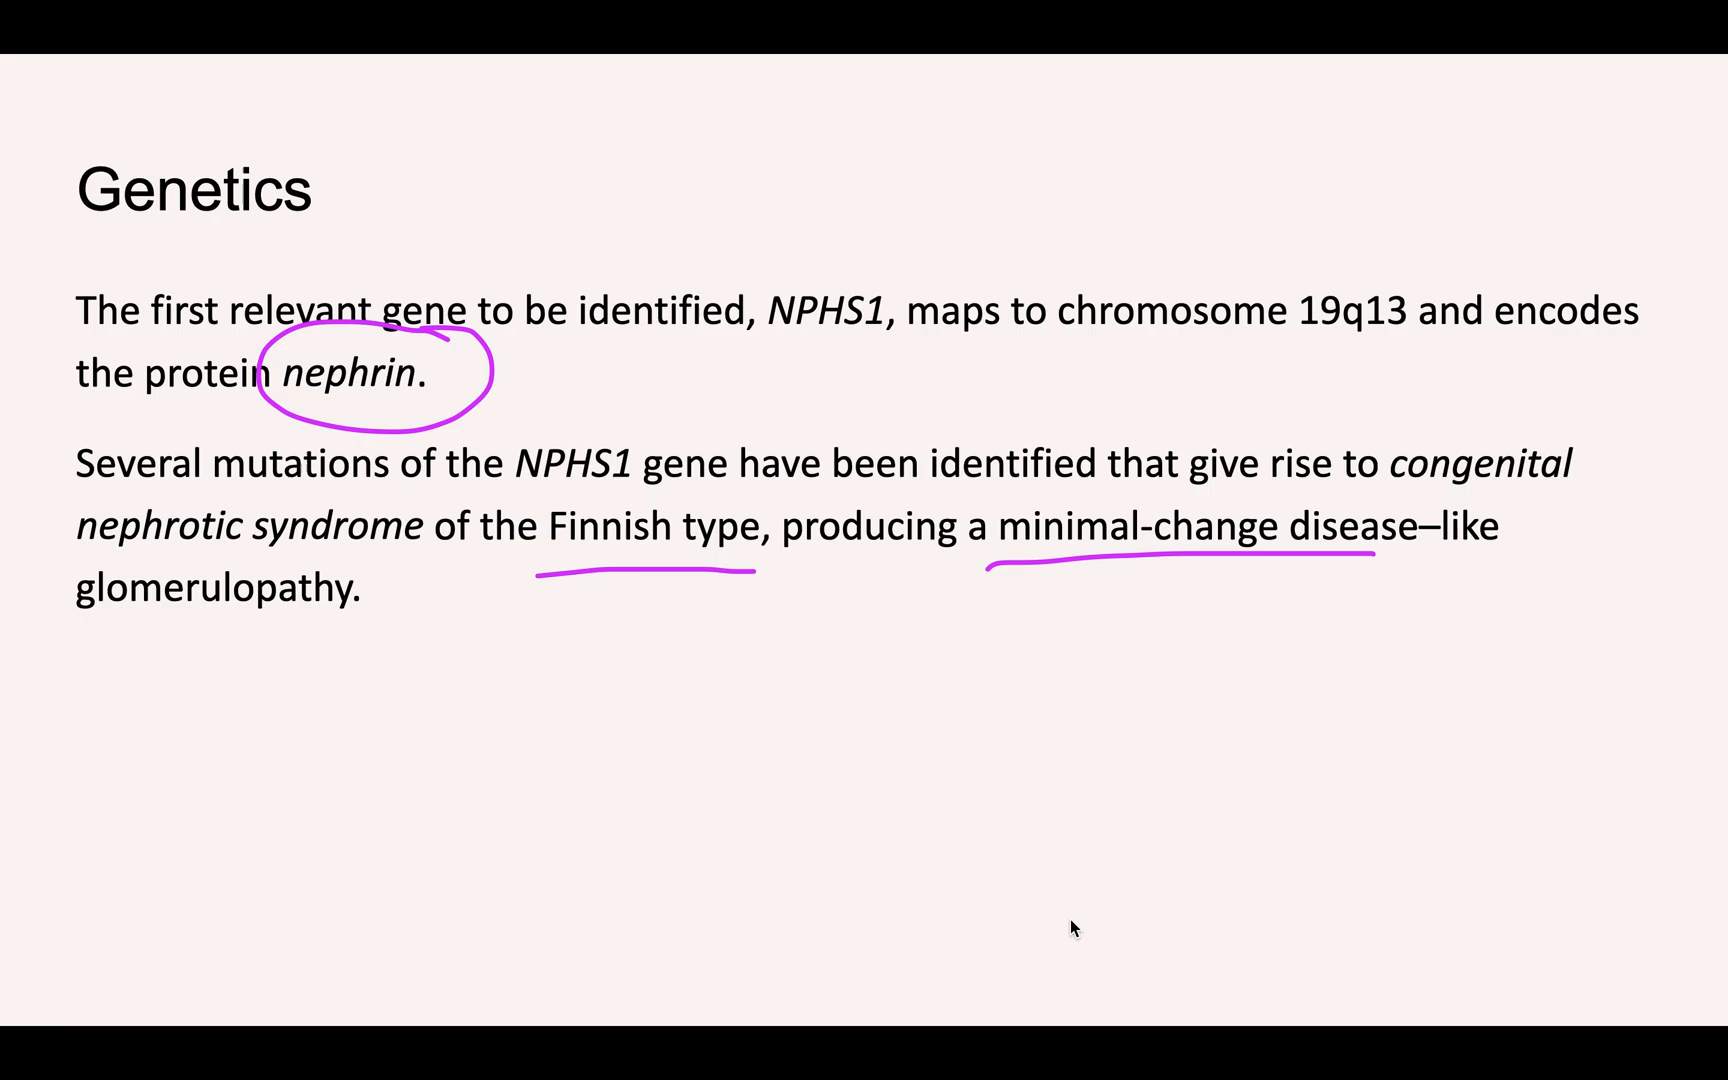 Genetics
The first relevant gene to be identified, NPHS1, maps to chromosome 19q13 and encodes
the protein nephrin.
Several mutations of the NPHS1 gene have been identified that give rise to congenital
nephrotic syndrome of the Finnish type, producing a minimal-change disease–like
glomerulopathy.